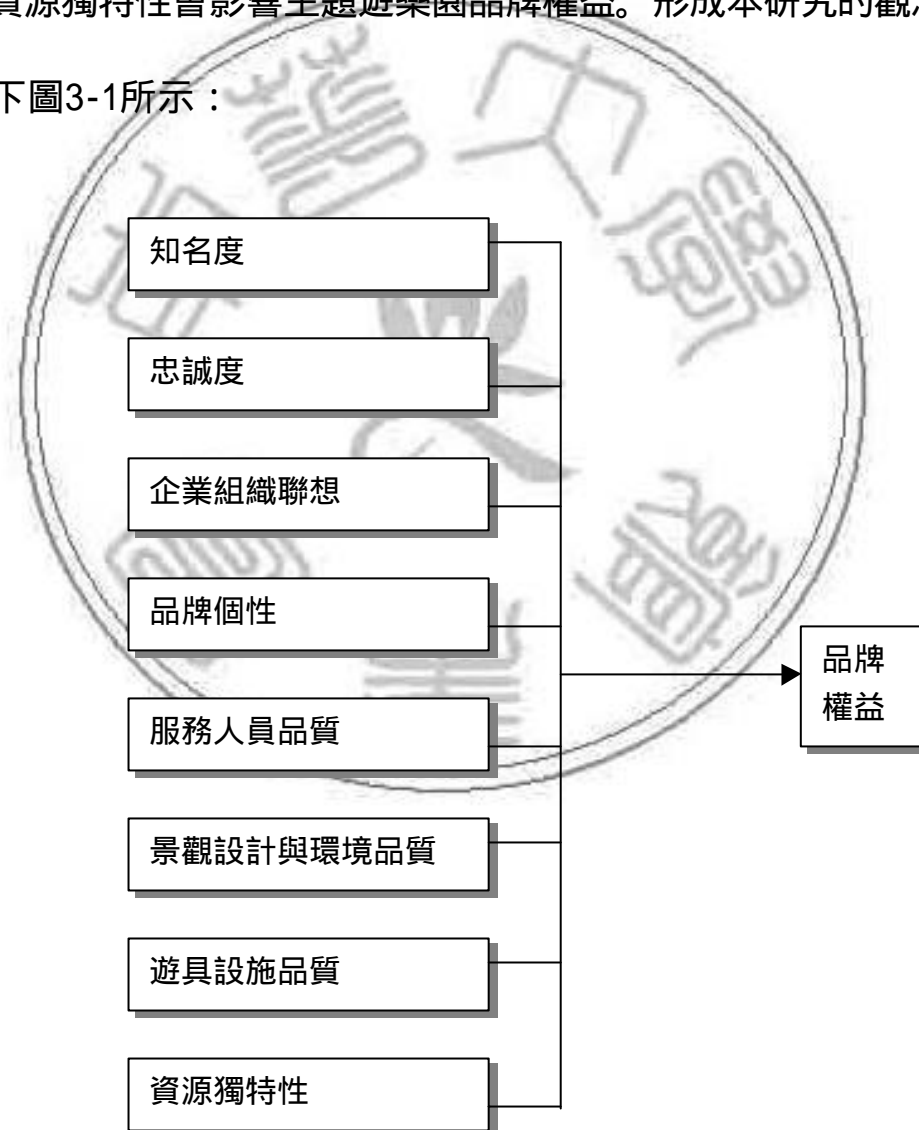 資源獨特性會影響主題遊樂園品牌權益。形成本研究的觀
下圖3-1所示：
知名度
忠誠度
企業組織聯想
品牌個性
服務人員品質
品牌
權益
景觀設計與環境品質
遊具設施品質
資源獨特性